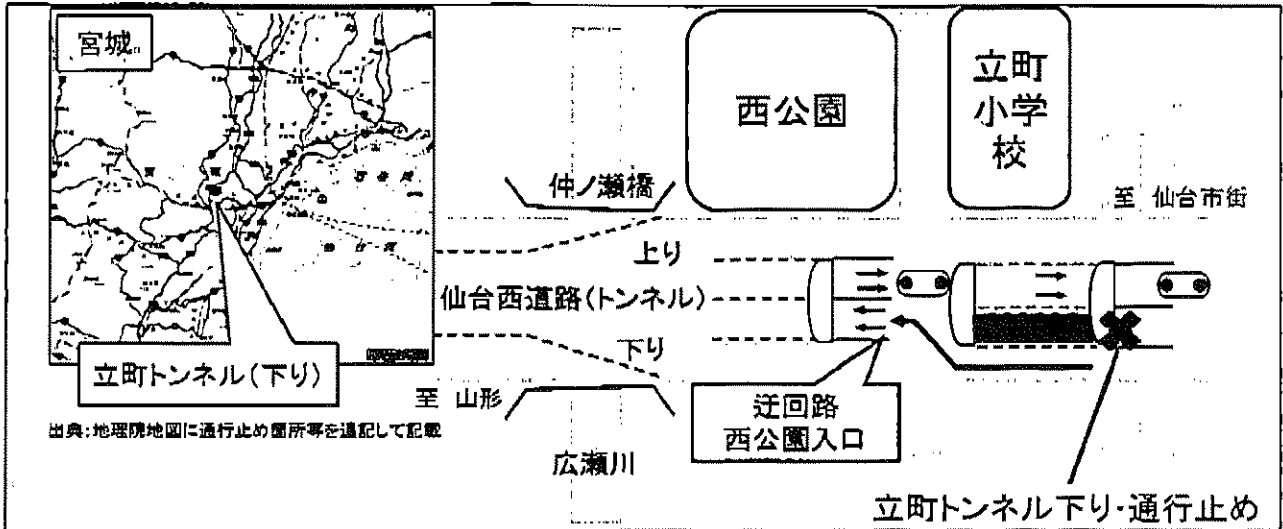 宮城
立町トンネル(下り)
出典:地理院地図に通行止め箇所等を追記して記載
西公園
立町
小学
校
仲ノ瀬橋
至 仙台市街
上り
仙台西道路(トンネル)
下り
至 山形
迂回路
西公園入口
広瀬川
立町トンネル下り・通行止め